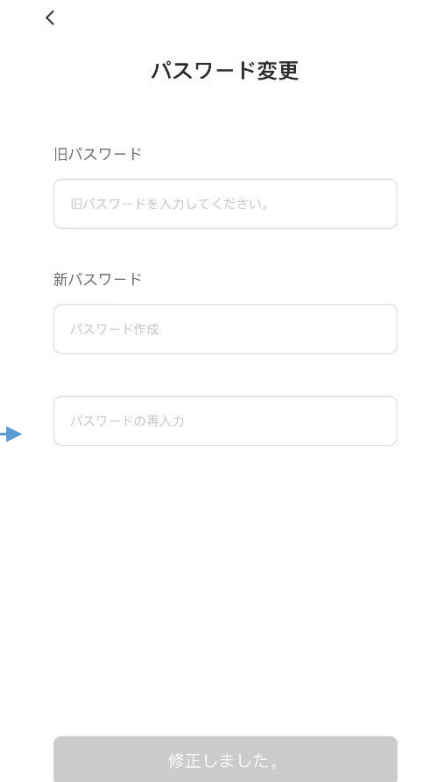 パスワード変更
旧パスワード
旧パスワードを入力してください。
新パスワード
パスワード作成
パスワードの再入力
修正しました。